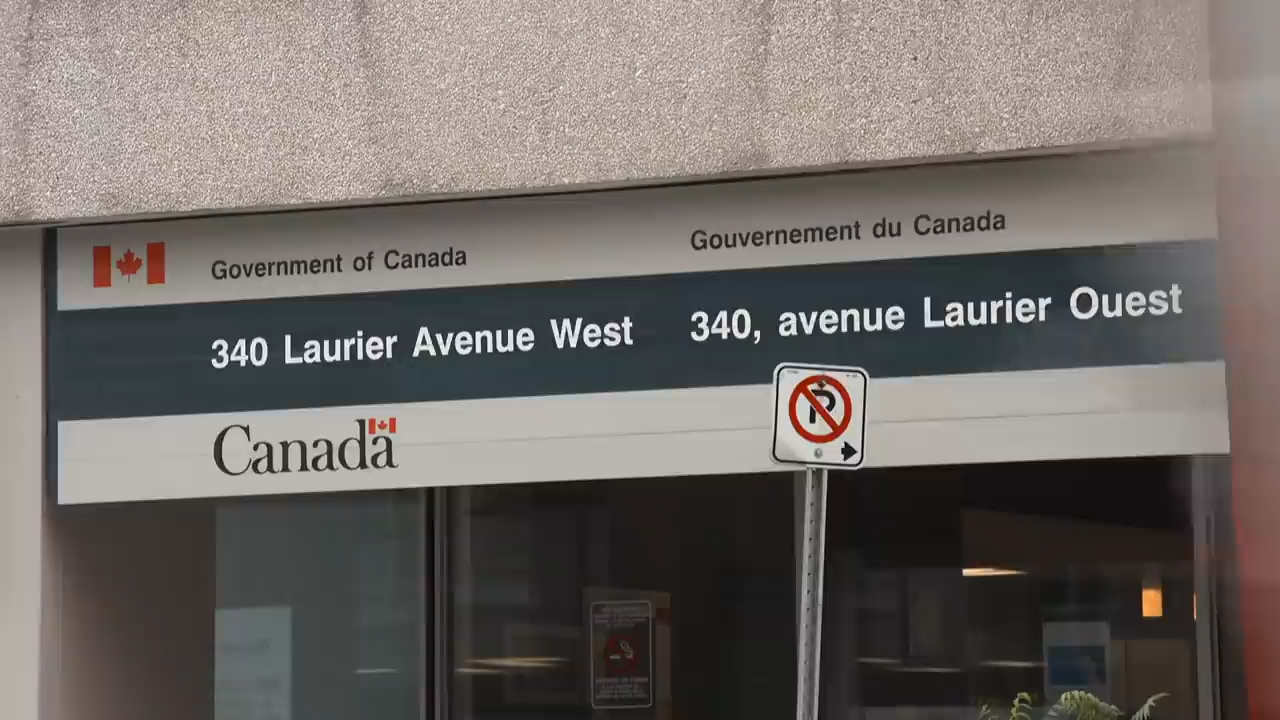 Government of Canada
Gouvernement du Canada
340 Laurier Avenue West
340, avenue Laurier Ouest
Canada
P